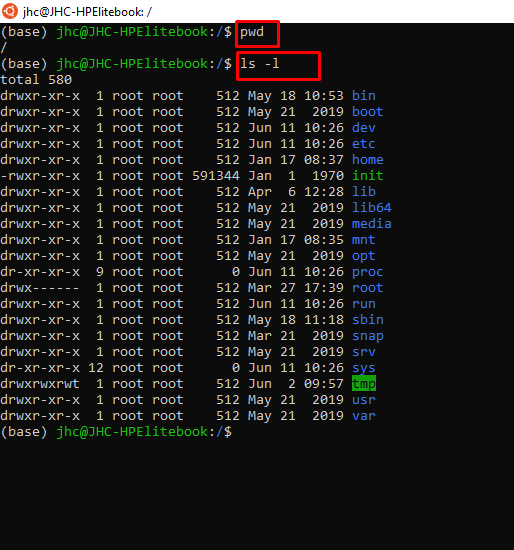 jhc@JHC-HPElitebook: /
(base) jhc@JHC-HPElitebook:/$ pwd
/
(base) jhc@JHC-HPElitebook:/$ ls -l
total 580
drwxr-xr-x  1 root root    512 May 18 10:53 bin
drwxr-xr-x  1 root root    512 May 21  2019 boot
drwxr-xr-x  1 root root    512 Jun 11 10:26 dev
drwxr-xr-x  1 root root    512 Jun 11 10:26 etc
drwxr-xr-x  1 root root    512 Jan 17 08:37 home
-rwxr-xr-x  1 root root 591344 Jan  1  1970 init
drwxr-xr-x  1 root root    512 Apr  6 12:28 lib
drwxr-xr-x  1 root root    512 May 21  2019 lib64
drwxr-xr-x  1 root root    512 May 21  2019 media
drwxr-xr-x  1 root root    512 Jan 17 08:35 mnt
drwxr-xr-x  1 root root    512 May 21  2019 opt
dr-xr-xr-x  9 root root      0 Jun 11 10:26 proc
drwx------  1 root root    512 Mar 27 17:39 root
drwxr-xr-x  1 root root    512 Jun 11 10:26 run
drwxr-xr-x  1 root root    512 May 18 11:18 sbin
drwxr-xr-x  1 root root    512 Mar 21  2019 snap
drwxr-xr-x  1 root root    512 May 21  2019 srv
dr-xr-xr-x 12 root root      0 Jun 11 10:26 sys
drwxrwxrwt  1 root root    512 Jun  2 09:57 tmp
drwxr-xr-x  1 root root    512 May 21  2019 usr
drwxr-xr-x  1 root root    512 May 21  2019 var
(base) jhc@JHC-HPElitebook:/$